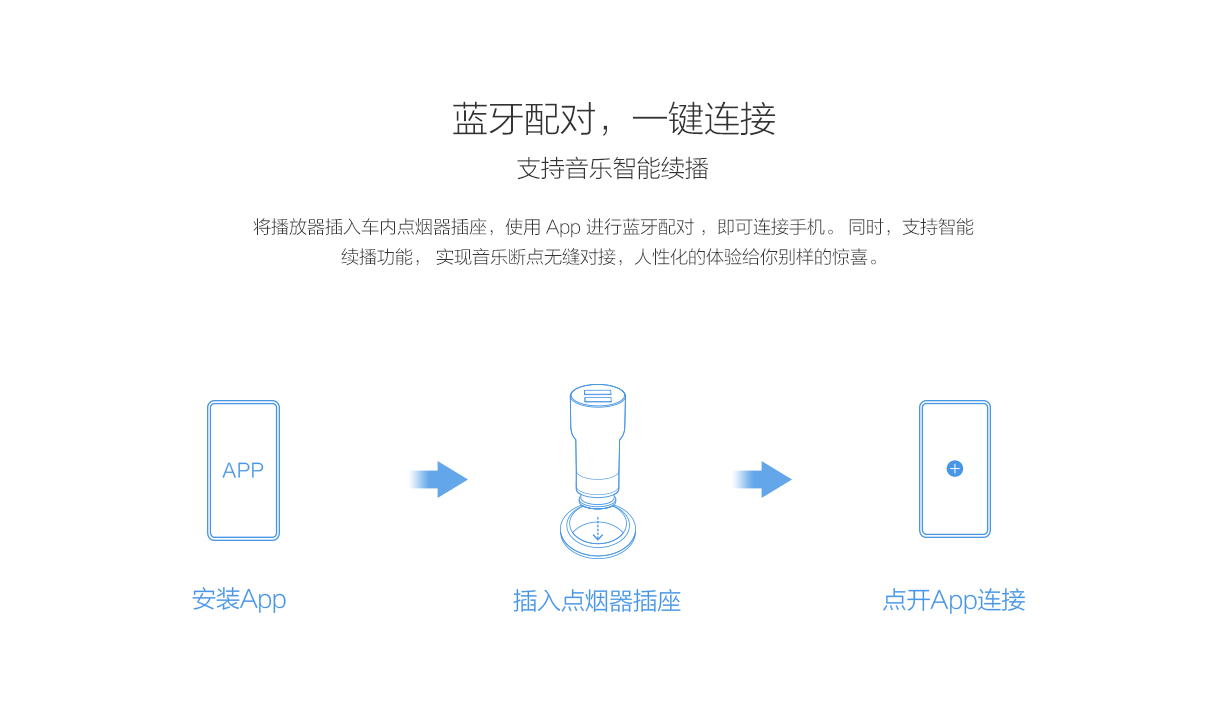 蓝牙配对，一键连接
支持音乐智能续播
将播放器插入车内点烟器插座，使用 App 进行蓝牙配对 ，即可连接手机。 同时，支持智能
续播功能， 实现音乐断点无缝对接，人性化的体验给你别样的惊喜。
APP
安装App
插入点烟器插座
点开App连接